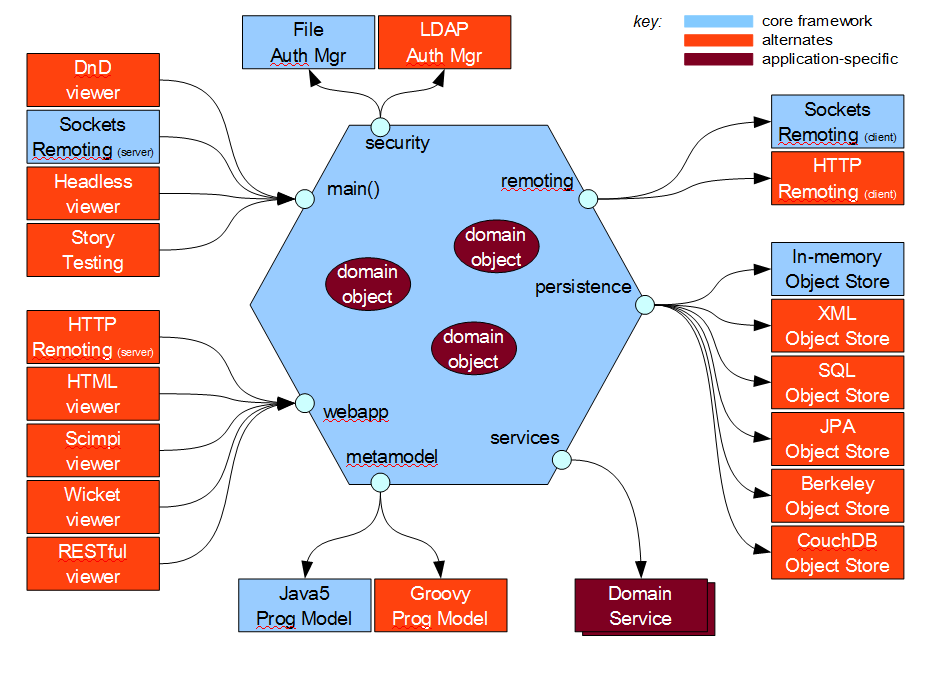 key:
core framework
alternates
application-specific
File
Auth Mgr
LDAP
Auth Mgr
DnD
viewer
Sockets
Remoting (server)
Headless
viewer
Story
Testing
HTTP
Remoting (server)
HTML
viewer
Scimpi
viewer
Wicket
viewer
RESTful
viewer
security
main()
remoting
domain
object
domain
object
domain
object
persistence
webapp
services
metamodel
Sockets
Remoting (client)
HTTP
Remoting (client)
In-memory
Object Store
XML
Object Store
SQL
Object Store
JPA
Object Store
Berkeley
Object Store
CouchDB
Object Store
Java5
Prog Model
Groovy
Prog Model
Domain
Service